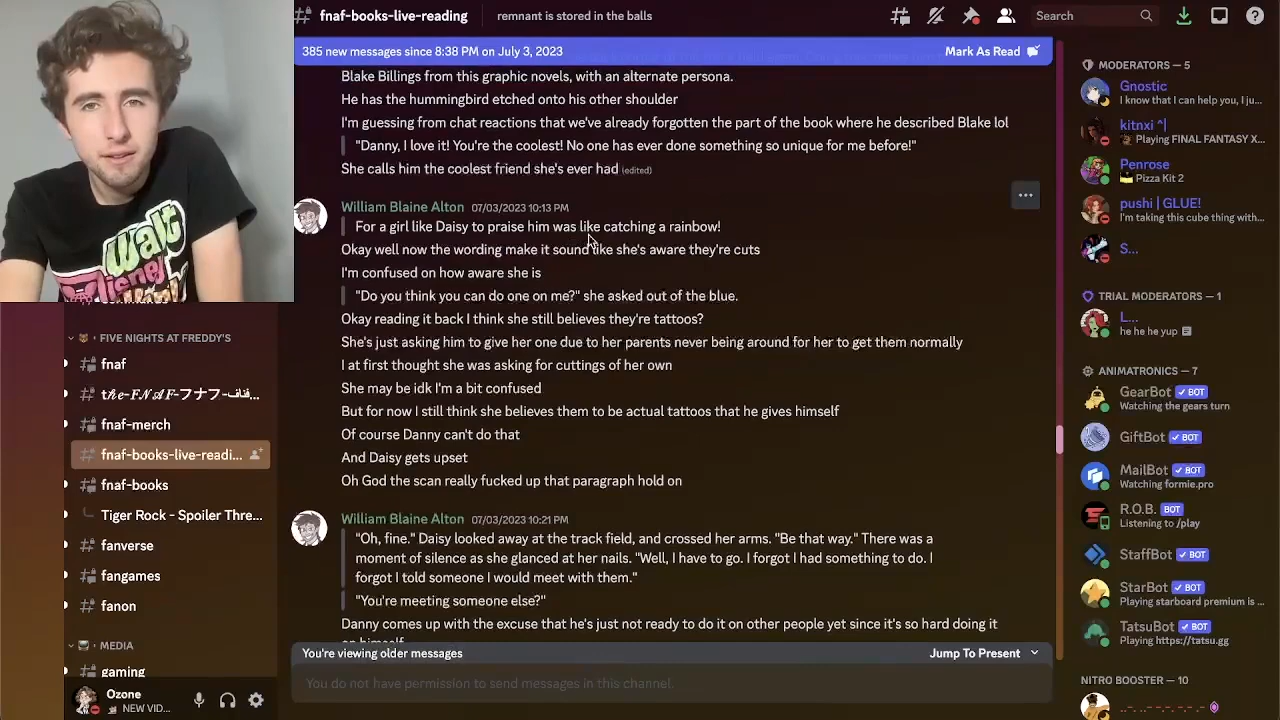 fnaf-books-live-reading
remnant is stored in the balls
Search
385 new messages since 8:38 PM on July 3, 2023
Mark As Read
Blake Billings from this graphic novels, with an alternate persona.
He has the hummingbird etched onto his other shoulder
I'm guessing from chat reactions that we've already forgotten the part of the book where he described Blake lol
"Danny, I love it! You're the coolest! No one has ever done something so unique for me before!"
She calls him the coolest friend she's ever had (edited)
William Blaine Alton 07/03/2023 10:13 PM
For a girl like Daisy to praise him was like catching a rainbow!
Okay well now the wording make it sound like she's aware they're cuts
I'm confused on how aware she is
"Do you think you can do one on me?" she asked out of the blue.
Okay reading it back I think she still believes they're tattoos?
She's just asking him to give her one due to her parents never being around for her to get them normally
I at first thought she was asking for cuttings of her own
She may be idk I'm a bit confused
But for now I still think she believes them to be actual tattoos that he gives himself
Of course Danny can't do that
And Daisy gets upset
Oh God the scan really fucked up that paragraph hold on
William Blaine Alton 07/03/2023 10:21 PM
"Oh, fine." Daisy looked away at the track field, and crossed her arms. "Be that way." There was a
moment of silence as she glanced at her nails. "Well, I have to go. I forgot I had something to do. I
forgot I told someone I would meet with them."
"You're meeting someone else?"
Danny comes up with the excuse that he's just not ready to do it on other people yet since it's so hard doing it
on himself
You're viewing older messages
Jump To Present
You do not have permission to send messages in this channel.
walt
disney
FIVE NIGHTS AT FREDDY'S
fnaf
the-FNAF-フナフ-فناف...
fnaf-merch
fnaf-books-live-readi...
fnaf-books
Tiger Rock - Spoiler Thre...
fanverse
fangames
fanon
MEDIA
gaming
Ozone
NEW VID...
MODERATORS — 5
Gnostic
I know that I can help you, I ju...
kitnxi ^|
Playing FINAL FANTASY X...
Penrose
Pizza Kit 2
pushi | GLUE!
I'm taking this cube thing with...
S...
TRIAL MODERATORS — 1
L...
he he he yup
ANIMATRONICS — 7
GearBot BOT
Watching the gears turn
GiftBot BOT
MailBot BOT
Watching formie.pro
R.O.B. BOT
Listening to /play
StaffBot BOT
StarBot BOT
Playing starboard premium is ...
TatsuBot BOT
Playing https://tatsu.gg
NITRO BOOSTER — 10